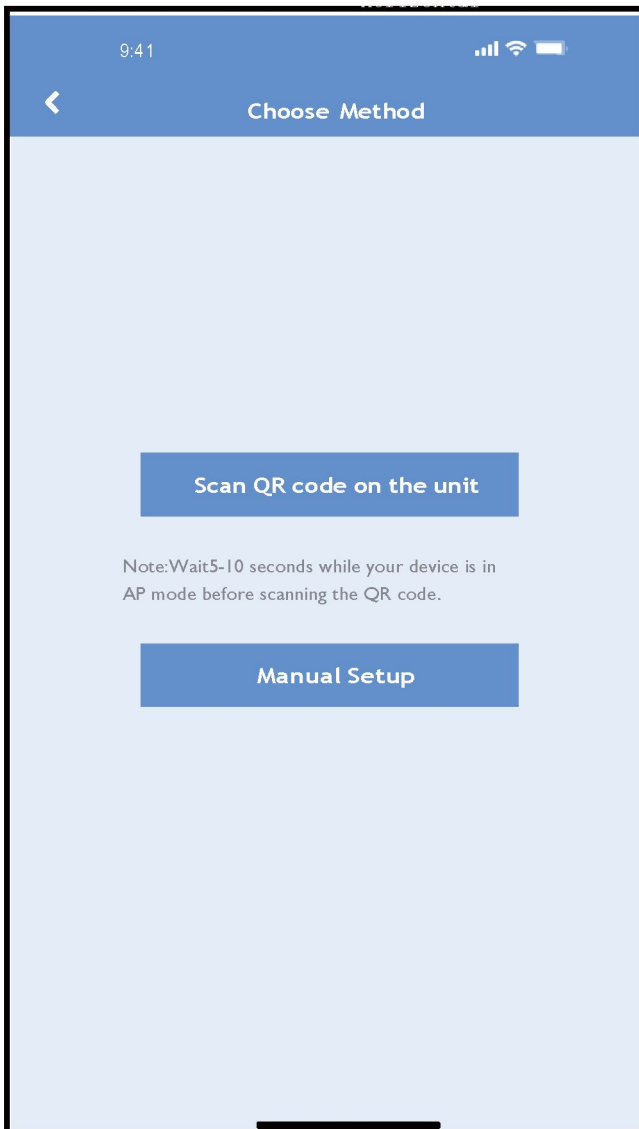 9:41
Choose Method
Scan QR code on the unit
Note:Wait5-10 seconds while your device is in
AP mode before scanning the QR code.
Manual Setup